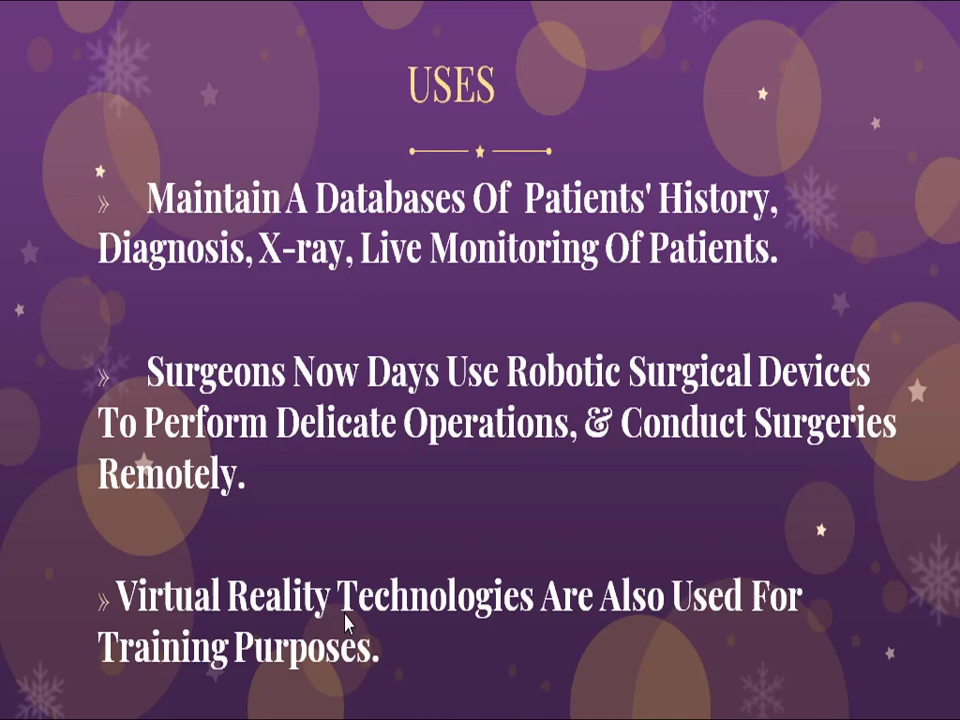 USES
» Maintain A Databases Of Patients' History,
Diagnosis, X-ray, Live Monitoring Of Patients.
» Surgeons Now Days Use Robotic Surgical Devices
To Perform Delicate Operations, & Conduct Surgeries
Remotely.
» Virtual Reality Technologies Are Also Used For
Training Purposes.